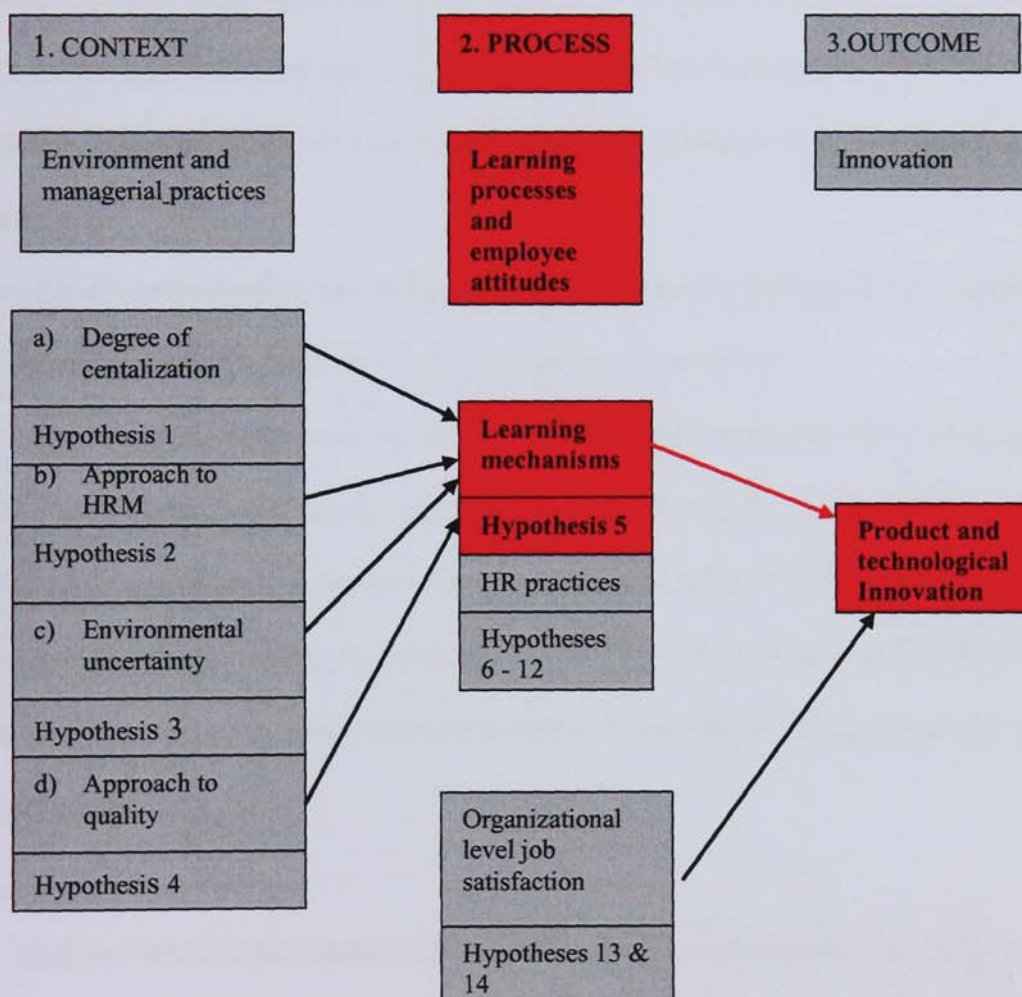 1. CONTEXT
2. PROCESS
3.OUTCOME
Environment and
managerial practices
Learning
processes
and
employee
attitudes
Innovation
a) Degree of
centalization
Hypothesis 1
b) Approach to
HRM
Hypothesis 2
c) Environmental
uncertainty
Hypothesis 3
d) Approach to
quality
Hypothesis 4
Learning
mechanisms
Hypothesis 5
HR practices
Hypotheses
6 - 12
Organizational
level job
satisfaction
Hypotheses 13 &
14
Product and
technological
Innovation